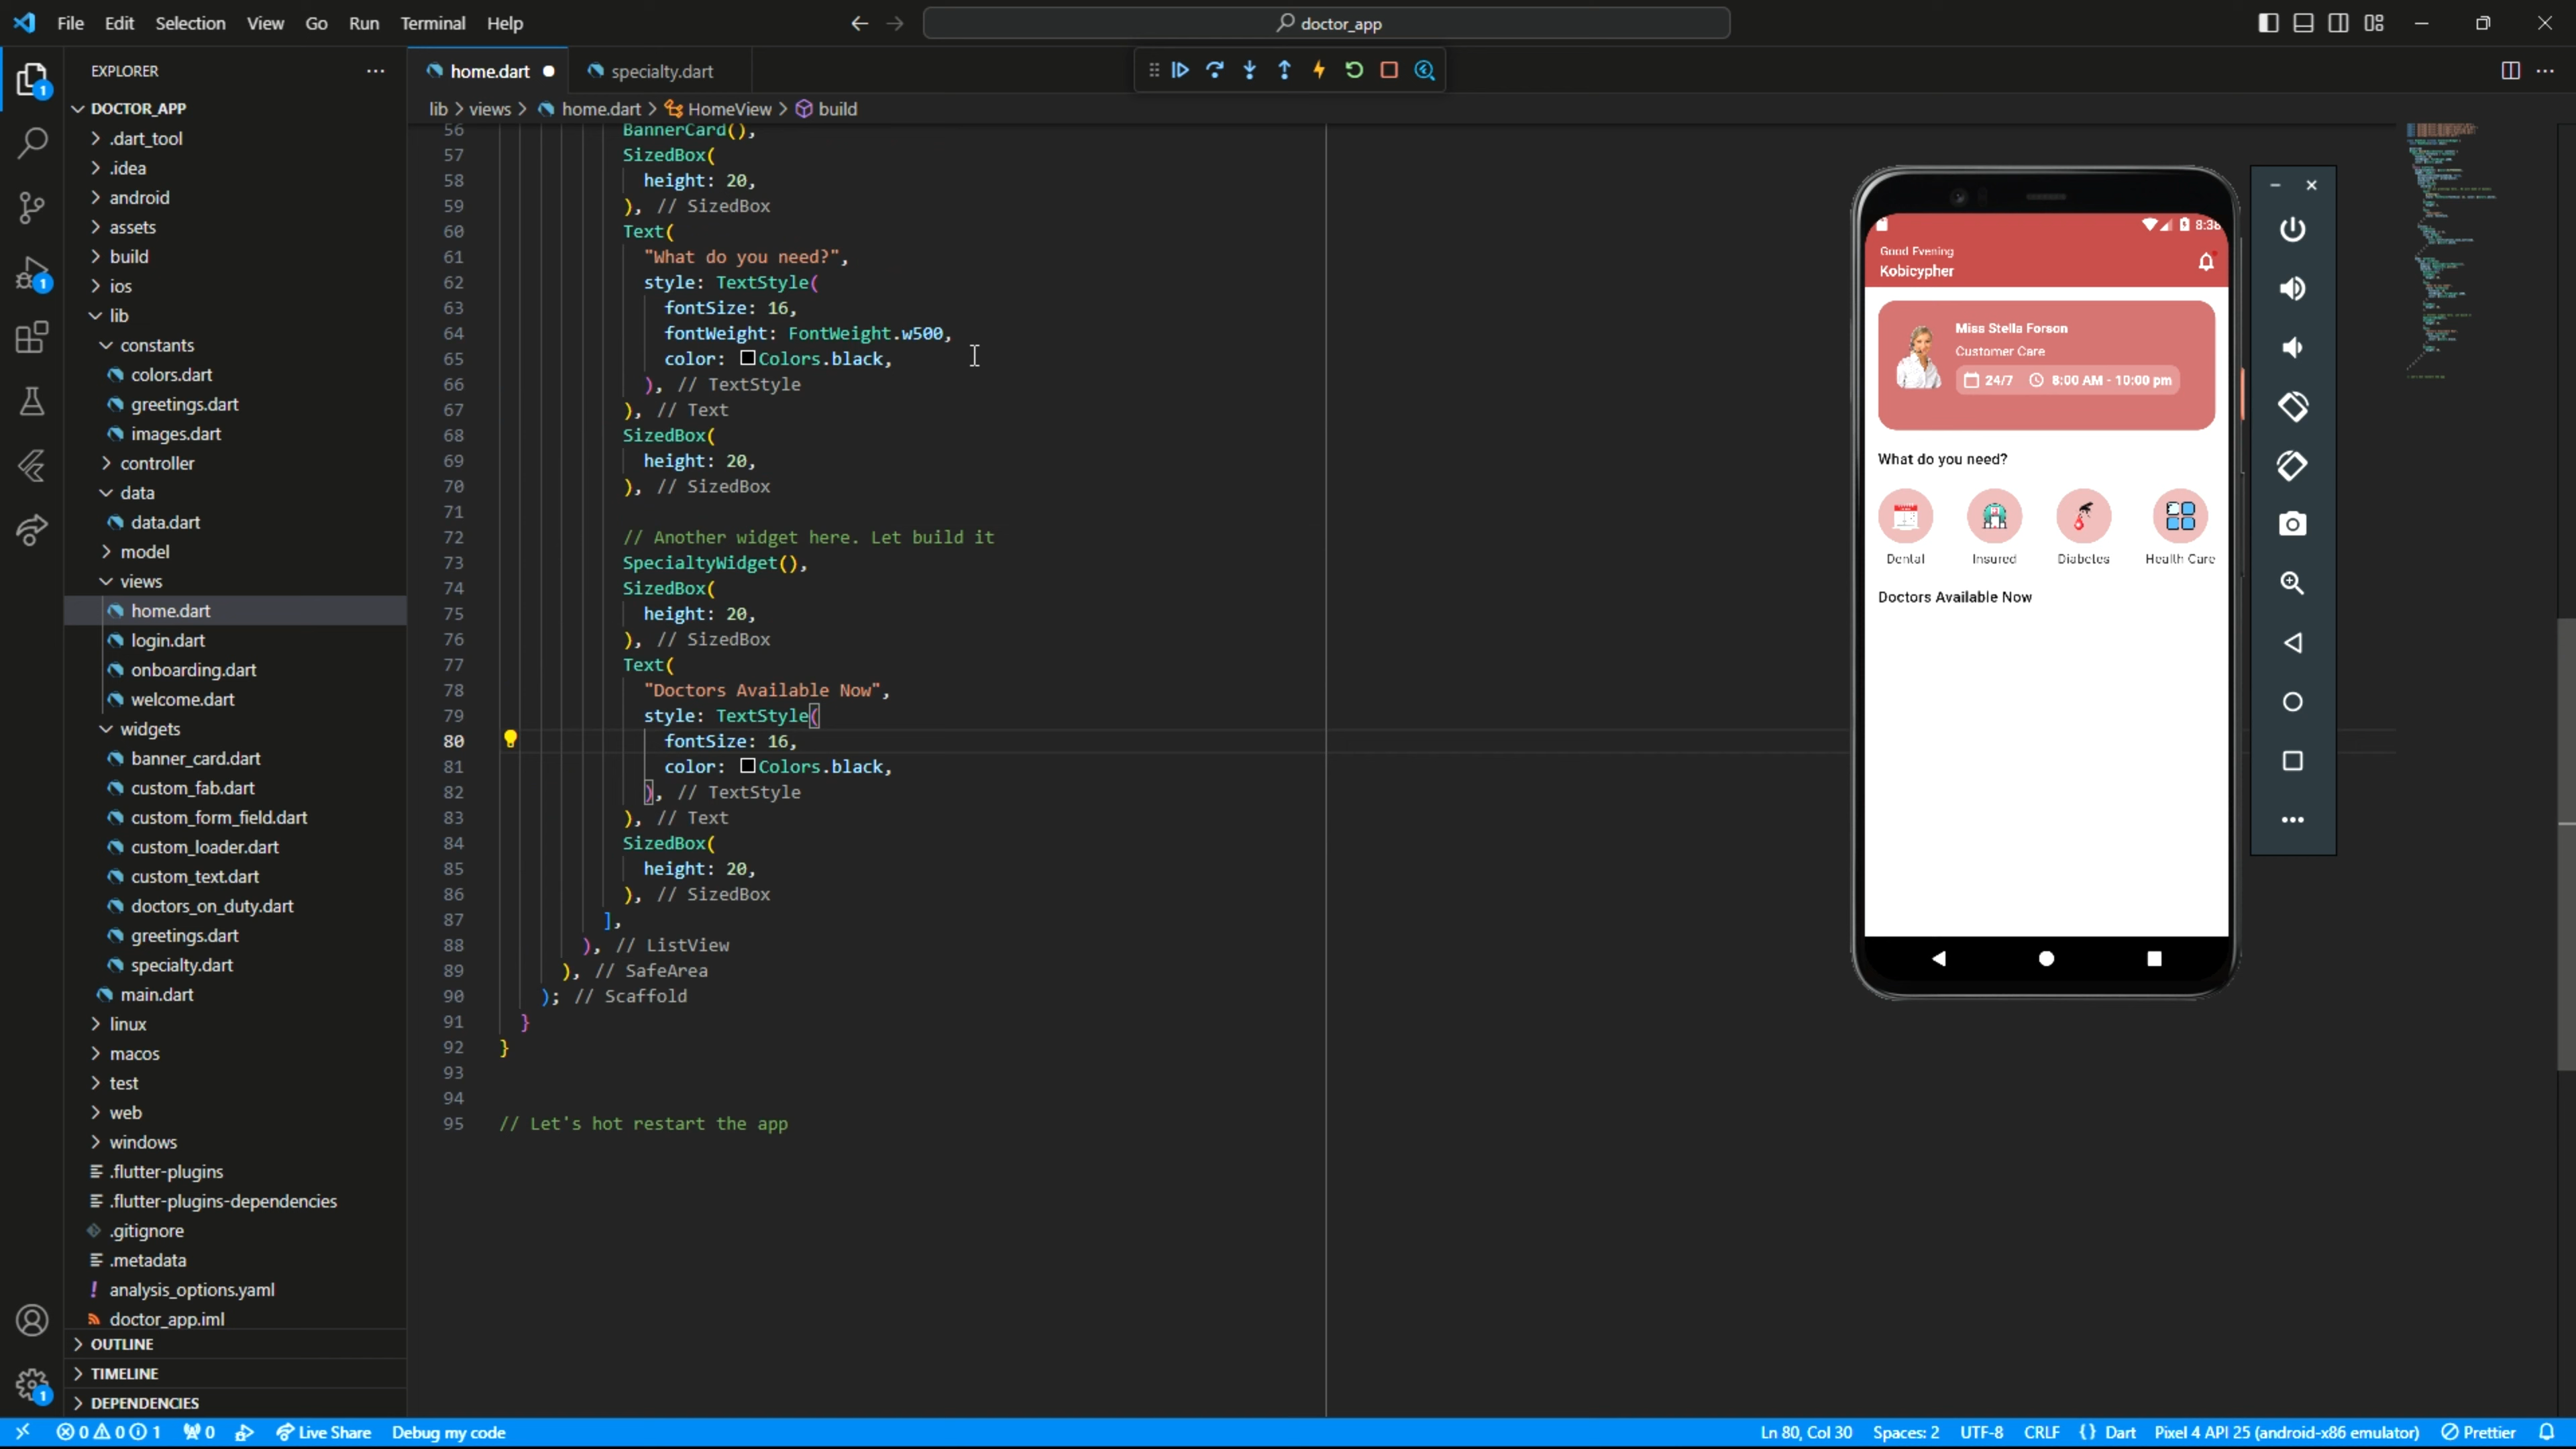 File Edit Selection View Go Run Terminal Help
doctor_app
EXPLORER
DOCTOR_APP
.dart_tool
.idea
android
assets
build
ios
lib
constants
colors.dart
greetings.dart
images.dart
controller
data
data.dart
model
views
home.dart
login.dart
onboarding.dart
welcome.dart
widgets
banner_card.dart
custom_fab.dart
custom_form_field.dart
custom_loader.dart
custom_text.dart
doctors_on_duty.dart
greetings.dart
specialty.dart
main.dart
linux
macos
test
web
windows
.flutter-plugins
.flutter-plugins-dependencies
.gitignore
.metadata
analysis_options.yaml
doctor_app.iml
OUTLINE
TIMELINE
DEPENDENCIES
home.dart specialty.dart
lib > views > home.dart > HomeView > build
56 BannerCard(),
57 SizedBox(
58 height: 20,
59 ), // SizedBox
60 Text(
61 "What do you need?",
62 style: TextStyle(
63 fontSize: 16,
64 fontWeight: FontWeight.w500,
65 color: Colors.black,
66 ), // TextStyle
67 ), // Text
68 SizedBox(
69 height: 20,
70 ), // SizedBox
71
72 // Another widget here. Let build it
73 SpecialtyWidget(),
74 SizedBox(
75 height: 20,
76 ), // SizedBox
77 Text(
78 "Doctors Available Now",
79 style: TextStyle(
80 fontSize: 16,
81 color: Colors.black,
82 ), // TextStyle
83 ), // Text
84 SizedBox(
85 height: 20,
86 ), // SizedBox
87 ],
88 ), // ListView
89 ), // SafeArea
90 ); // Scaffold
91 }
92 }
93
94
95 // Let's hot restart the app
8:38
Good Evening
Kobicypher
Miss Stella Forson
Customer Care
24/7 8:00 AM - 10:00 pm
What do you need?
Dental Insured Diabetes Health Care
Doctors Available Now
1
1
1
0 0 1 0 Live Share Debug my code
Ln 80, Col 30 Spaces: 2 UTF-8 CRLF {} Dart Pixel 4 API 25 (android-x86 emulator) Prettier